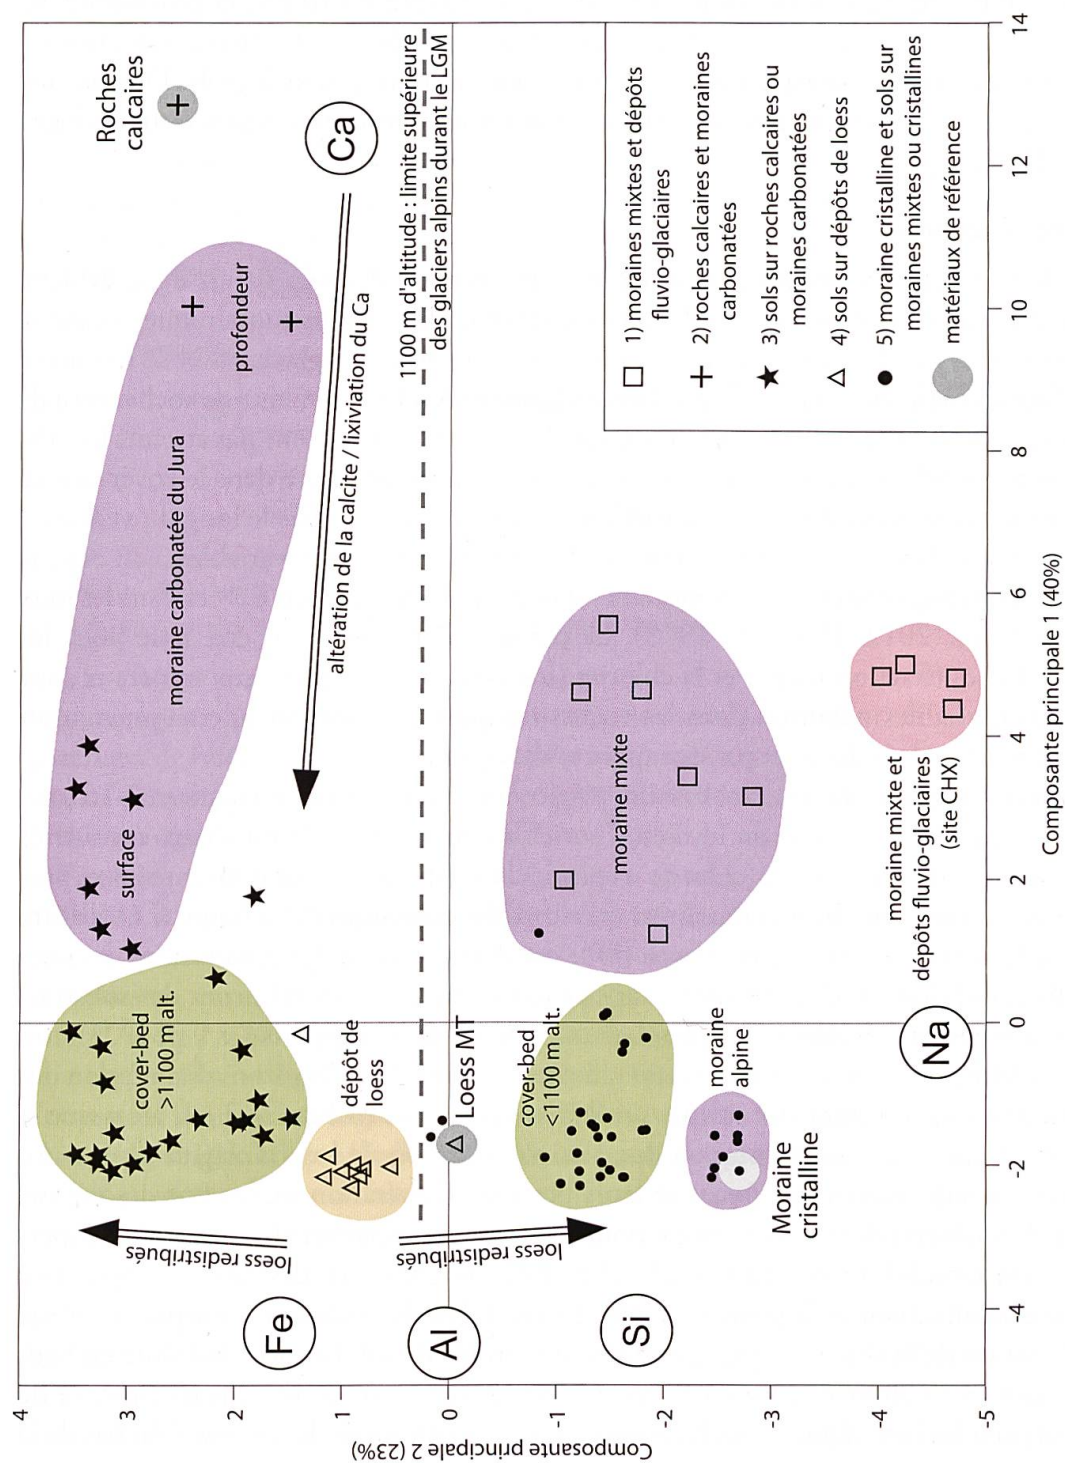 Composante principale 2 (23%)
4
3
2
1
0
-1
-2
-3
-4
-5
Composante principale 1 (40%)
-4
-2
0
2
4
6
8
10
12
14
Fe
Al
Si
Na
Ca
loess redistribués
loess redistribués
cover-bed
>1100 m alt.
dépôt de
loess
Loess MT
cover-bed
<1100 m alt.
moraine
alpine
Moraine
cristalline
surface
moraine carbonatée du Jura
profondeur
altération de la calcite / lixiviation du Ca
Roches
calcaires
1100 m d'altitude : limite supérieure
des glaciers alpins durant le LGM
moraine mixte
moraine mixte et
dépôts fluvio-glaciaires
(site CHX)
1) moraines mixtes et dépôts
fluvio-glaciaires
2) roches calcaires et moraines
carbonatées
3) sols sur roches calcaires ou
moraines carbonatées
4) sols sur dépôts de loess
5) moraine cristalline et sols sur
moraines mixtes ou cristallines
matériaux de référence